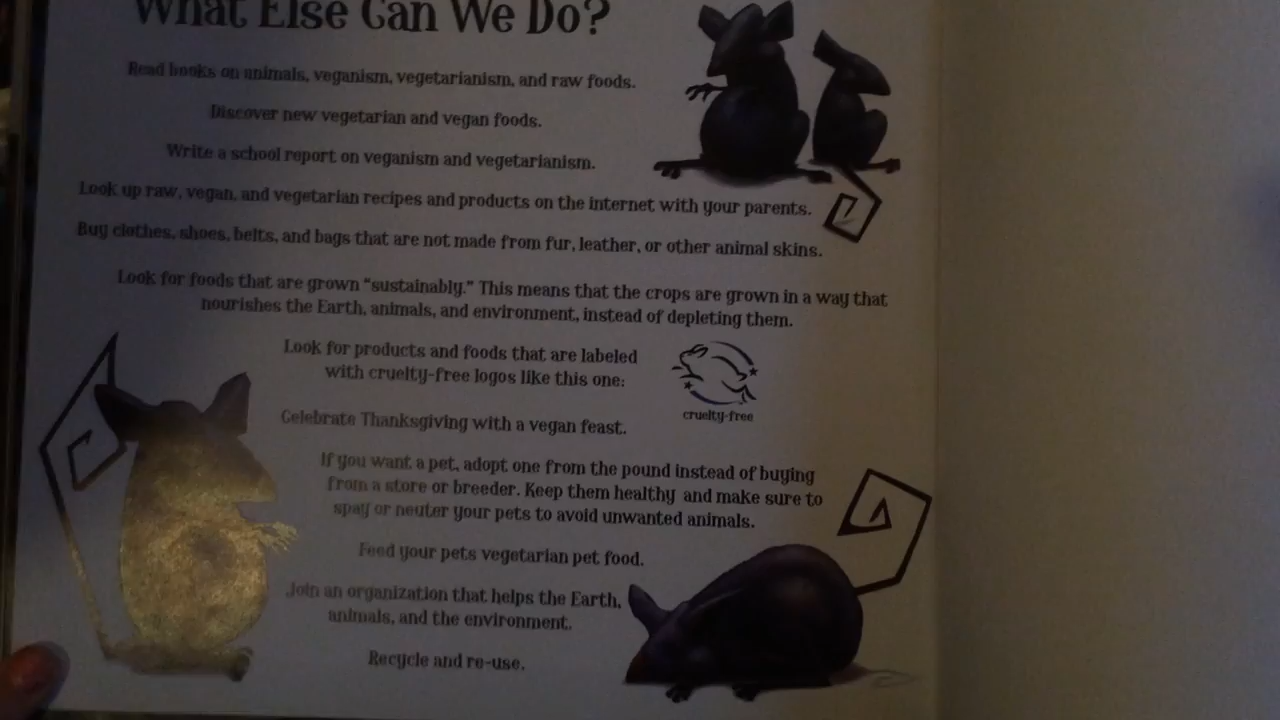 What Else Can We Do?
Read books on animals, veganism, vegetarianism, and raw foods.
Discover new vegetarian and vegan foods.
Write a school report on veganism and vegetarianism.
Look up raw, vegan, and vegetarian recipes and products on the internet with your parents.
Buy clothes, shoes, belts, and bags that are not made from fur, leather, or other animal skins.
Look for foods that are grown "sustainably." This means that the crops are grown in a way that
nourishes the Earth, animals, and environment, instead of depleting them.
Look for products and foods that are labeled
with cruelty-free logos like this one:
cruelty-free
Celebrate Thanksgiving with a vegan feast.
If you want a pet, adopt one from the pound instead of buying
from a store or breeder. Keep them healthy and make sure to
spay or neuter your pets to avoid unwanted animals.
Feed your pets vegetarian pet food.
Join an organization that helps the Earth,
animals, and the environment.
Recycle and re-use.